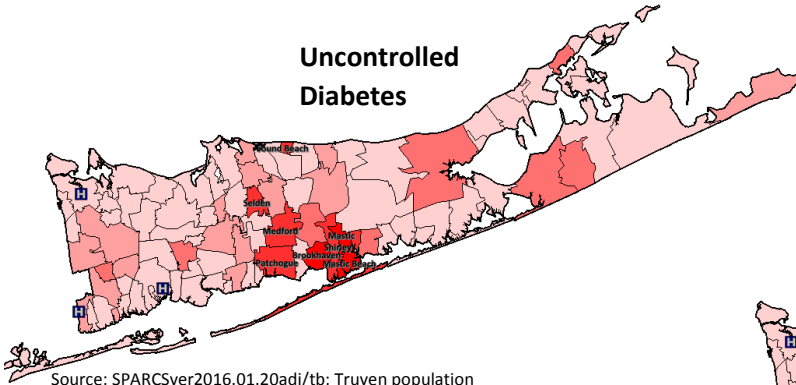 Uncontrolled
Diabetes
Sound Beach
Selden
Medford
Mastic
Shirley
Brookhaven
Patchogue
Mastic Beach
H
H
H
H
Source: SPARCSver2016.01.20adi/tb: Truven population